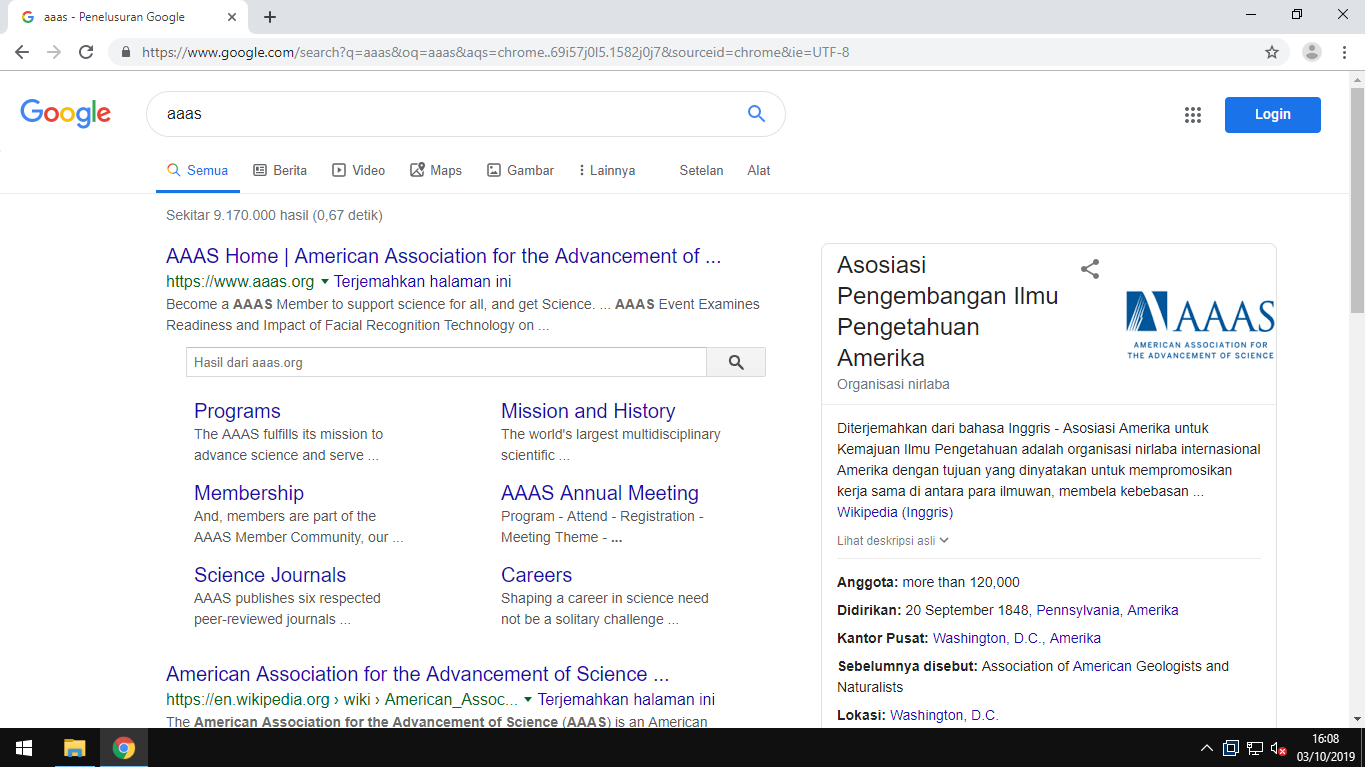 aaas - Penelusuran Google
https://www.google.com/search?q=aaas&oq=aaas&aqs=chrome..69i57j0l5.1582j0j7&sourceid=chrome&ie=UTF-8
Google
aaas
Login
Semua
Berita
Video
Maps
Gambar
Lainnya
Setelan
Alat
Sekitar 9.170.000 hasil (0,67 detik)
AAAS Home | American Association for the Advancement of ...
https://www.aaas.org Terjemahkan halaman ini
Become a AAAS Member to support science for all, and get Science. ... AAAS Event Examines
Readiness and Impact of Facial Recognition Technology on ...
Hasil dari aaas.org
Programs
The AAAS fulfills its mission to
advance science and serve ...
Mission and History
The world's largest multidisciplinary
scientific ...
Membership
And, members are part of the
AAAS Member Community, our ...
AAAS Annual Meeting
Program - Attend - Registration -
Meeting Theme - ...
Science Journals
AAAS publishes six respected
peer-reviewed journals ...
Careers
Shaping a career in science need
not be a solitary challenge ...
American Association for the Advancement of Science ...
https://en.wikipedia.org › wiki › American_Assoc... Terjemahkan halaman ini
The American Association for the Advancement of Science (AAAS) is an American
Asosiasi
Pengembangan Ilmu
Pengetahuan
Amerika
Organisasi nirlaba
AAAS
AMERICAN ASSOCIATION FOR
THE ADVANCEMENT OF SCIENCE
Diterjemahkan dari bahasa Inggris - Asosiasi Amerika untuk
Kemajuan Ilmu Pengetahuan adalah organisasi nirlaba internasional
Amerika dengan tujuan yang dinyatakan untuk mempromosikan
kerja sama di antara para ilmuwan, membela kebebasan ...
Wikipedia (Inggris)
Lihat deskripsi asli
Anggota: more than 120,000
Didirikan: 20 September 1848, Pennsylvania, Amerika
Kantor Pusat: Washington, D.C., Amerika
Sebelumnya disebut: Association of American Geologists and
Naturalists
Lokasi: Washington, D.C.
16:08
03/10/2019